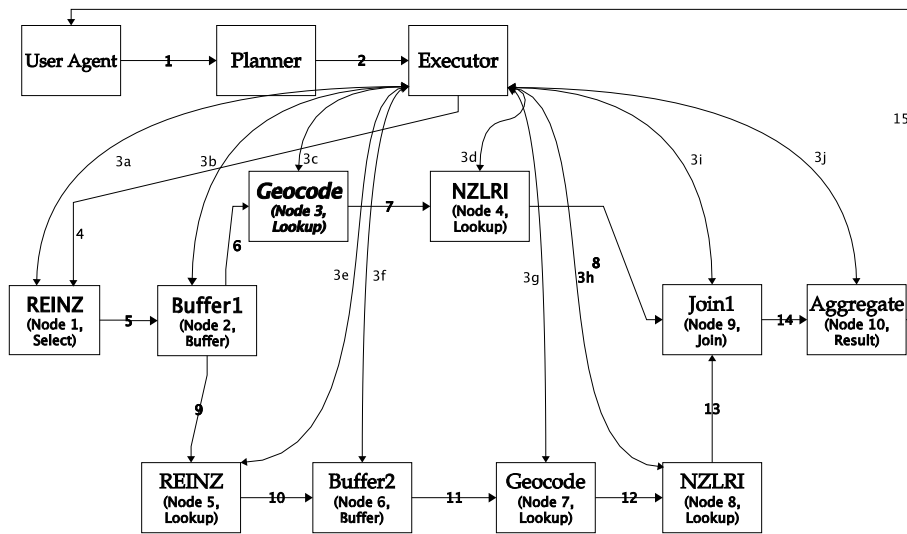 User Agent
1
Planner
2
Executor
15
3a
3b
3c
3d
3i
3j
Geocode
(Node 3,
Lookup)
7
NZLRI
(Node 4,
Lookup)
4
6
3e
3f
3g
3h
8
REINZ
(Node 1,
Select)
5
Buffer1
(Node 2,
Buffer)
Join1
(Node 9,
Join)
14
Aggregate
(Node 10,
Result)
9
13
REINZ
(Node 5,
Lookup)
10
Buffer2
(Node 6,
Buffer)
11
Geocode
(Node 7,
Lookup)
12
NZLRI
(Node 8,
Lookup)